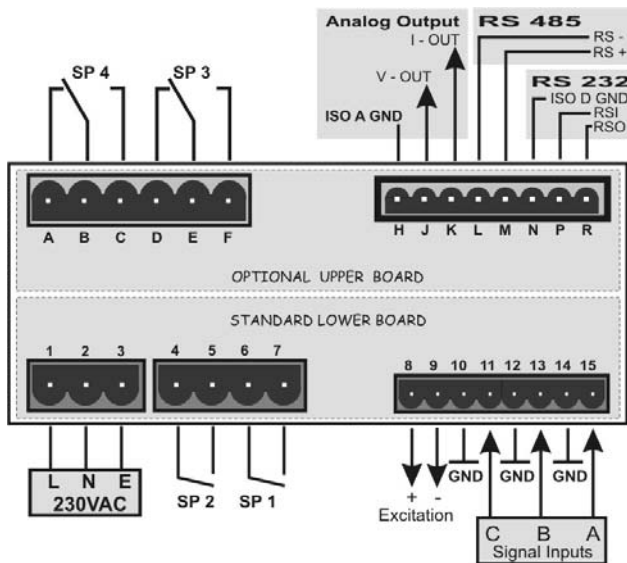 Analog Output RS 485
I - OUT RS -
RS +
SP 4 SP 3 V - OUT RS 232
ISO A GND ISO D GND
RSI
RSO
A B C D E F H J K L M N P R
OPTIONAL UPPER BOARD
STANDARD LOWER BOARD
1 2 3 4 5 6 7 8 9 10 11 12 13 14 15
L N E
230VAC
SP 2 SP 1
GND GND GND
+ -
Excitation
C B A
Signal Inputs